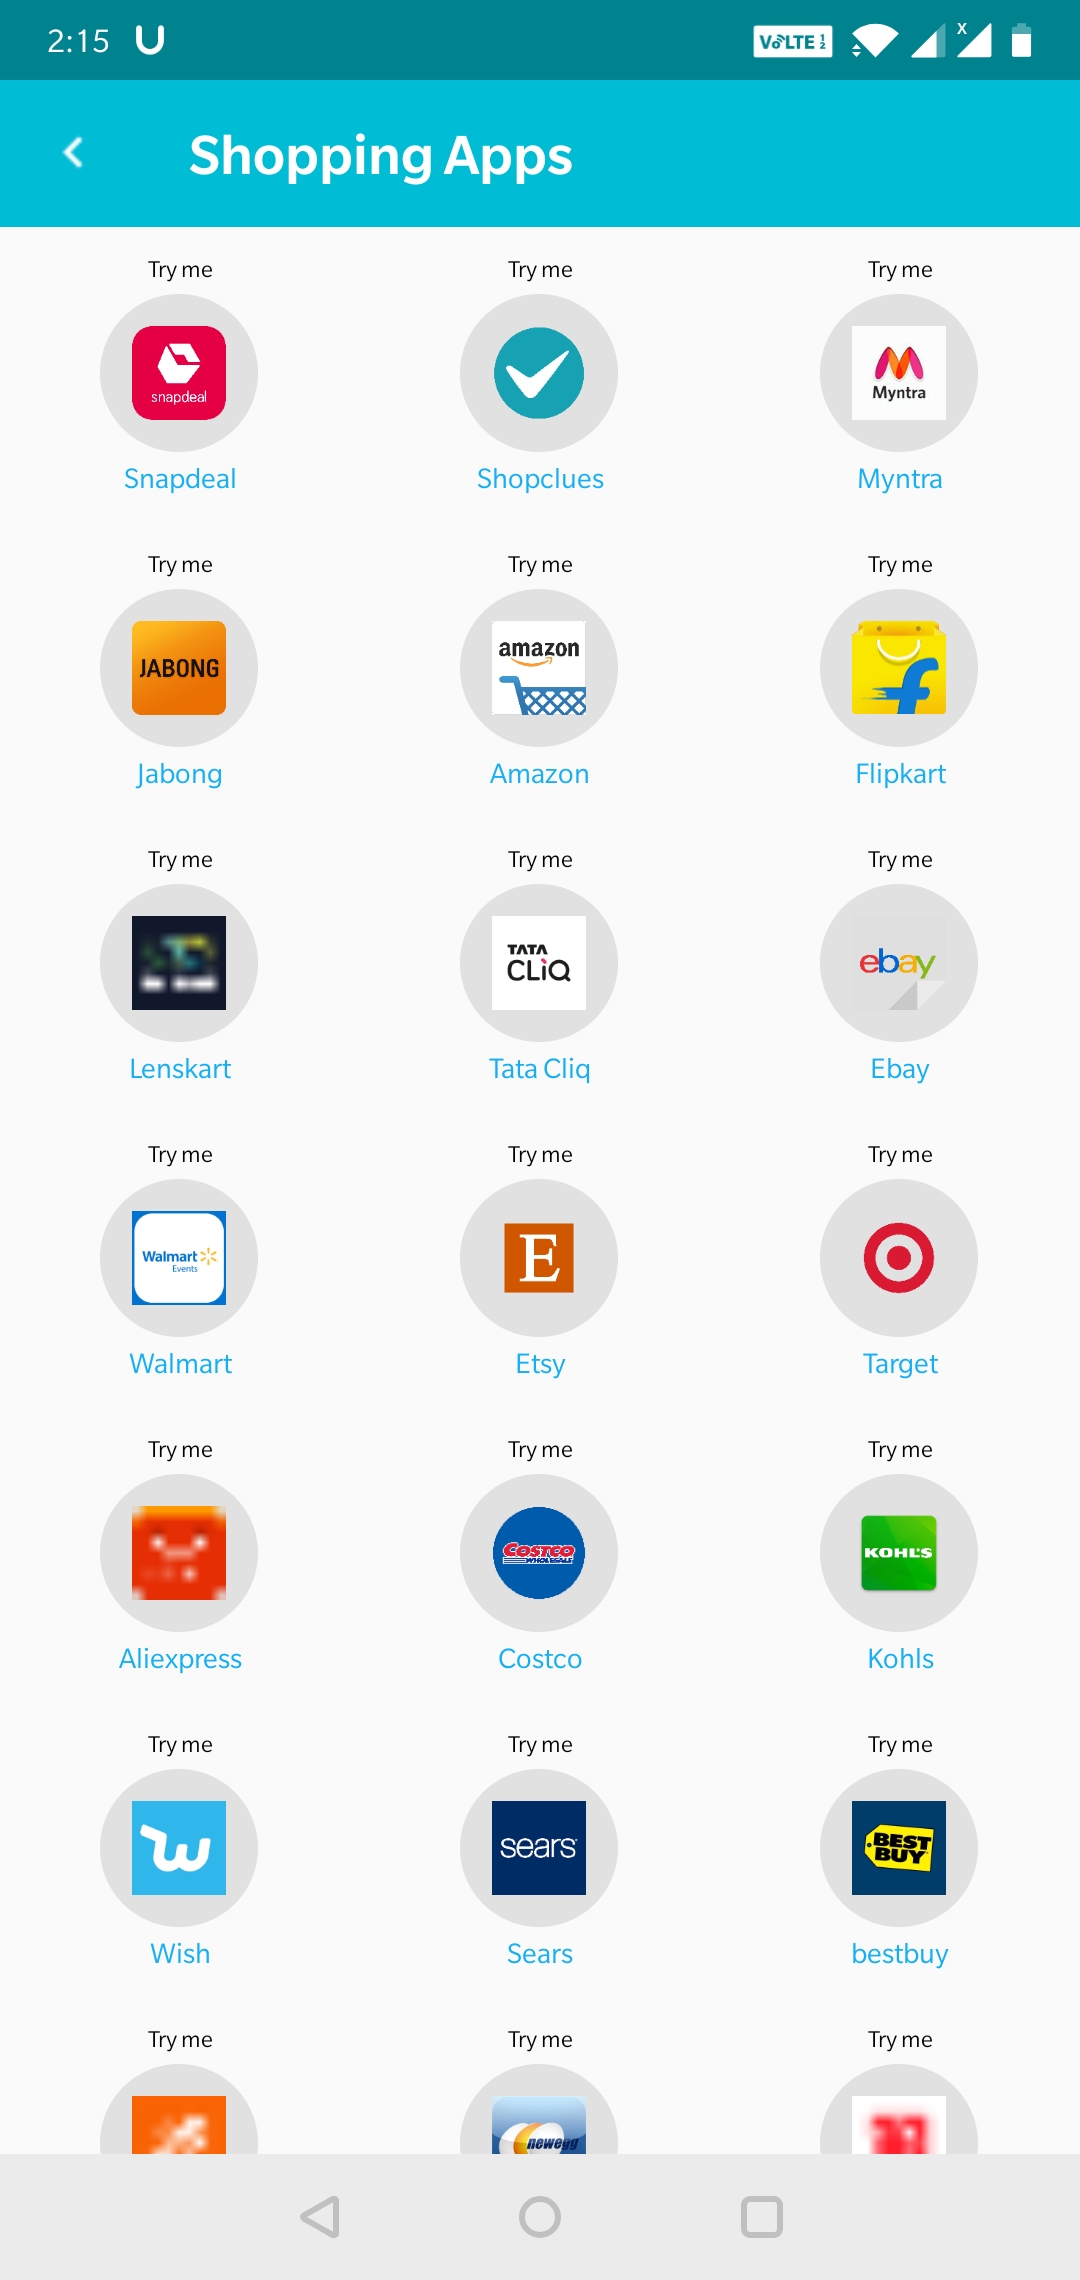 2:15 VoLTE 1 2 X
Shopping Apps
Try me Try me Try me
snapdeal Myntra
Snapdeal Shopclues Myntra
Try me Try me Try me
JABONG amazon f
Jabong Amazon Flipkart
Try me Try me Try me
TATA CLiQ ebay
Lenskart Tata Cliq Ebay
Try me Try me Try me
Walmart Events E
Walmart Etsy Target
Try me Try me Try me
COSTCO WHOLESALE KOHL'S
Aliexpress Costco Kohls
Try me Try me Try me
w sears BEST BUY
Wish Sears bestbuy
Try me Try me Try me
newegg